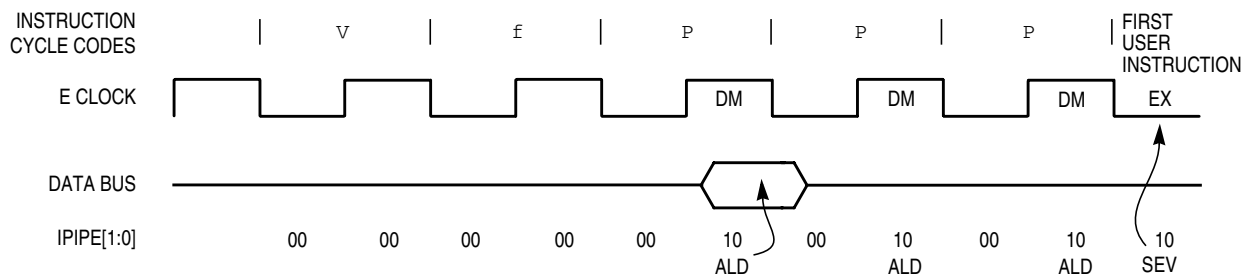 INSTRUCTION
CYCLE CODES
V f P P P
FIRST
USER
INSTRUCTION
E CLOCK
DM DM DM EX
DATA BUS
IPIPE[1:0]
00 00 00 00 00 10 00 10 00 10 10
ALD ALD ALD SEV